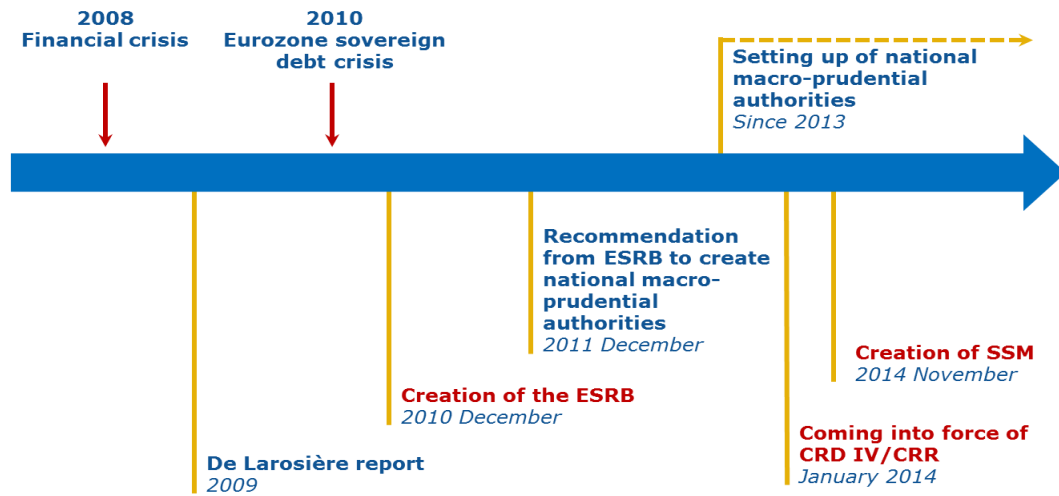 2008
Financial crisis
2010
Eurozone sovereign
debt crisis
Setting up of national
macro-prudential
authorities
Since 2013
De Larosière report
2009
Creation of the ESRB
2010 December
Recommendation
from ESRB to create
national macro-
prudential
authorities
2011 December
Coming into force of
CRD IV/CRR
January 2014
Creation of SSM
2014 November